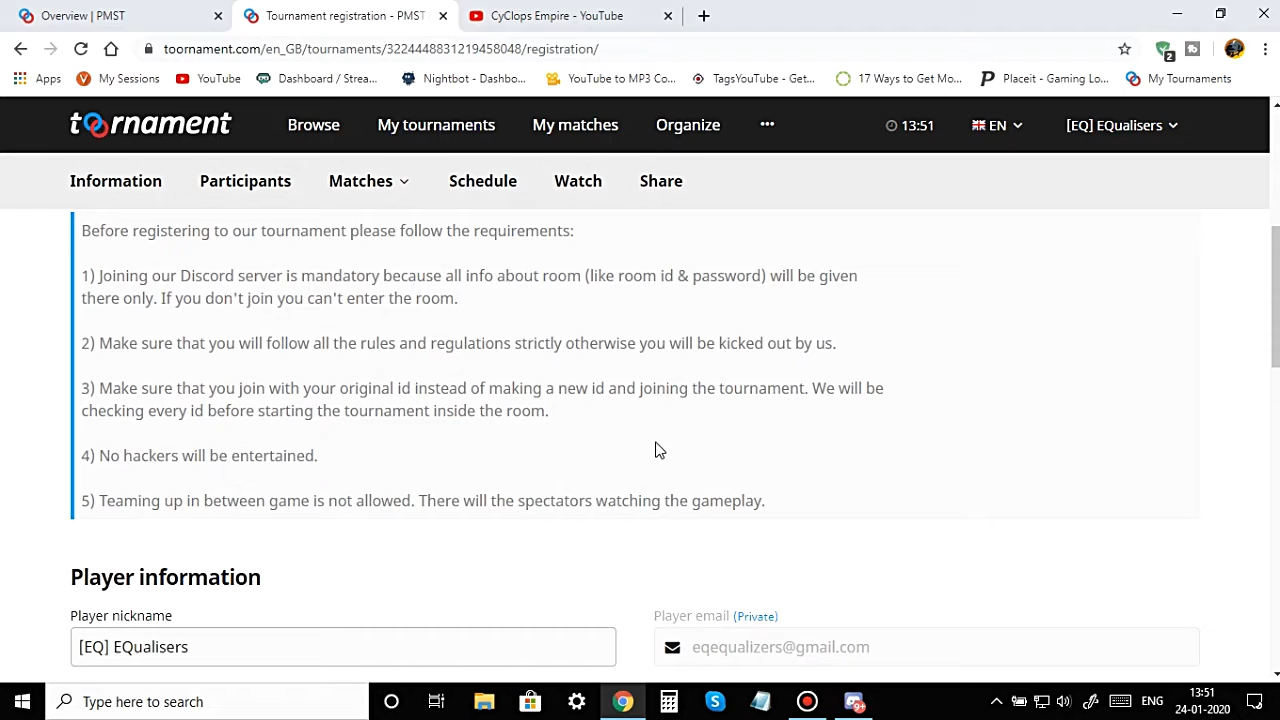 Overview | PMST
Tournament registration - PMST
CyClops Empire - YouTube
toornament.com/en_GB/tournaments/3224448831219458048/registration/
2
Apps My Sessions YouTube Dashboard / Strea... Nightbot - Dashbo... YouTube to MP3 Co... TagsYouTube - Get... 17 Ways to Get Mo... Placeit - Gaming Lo... My Tournaments
toornament Browse My tournaments My matches Organize ••• 13:51 EN [EQ] EQualisers
Information Participants Matches Schedule Watch Share
Before registering to our tournament please follow the requirements:
1) Joining our Discord server is mandatory because all info about room (like room id & password) will be given
there only. If you don't join you can't enter the room.
2) Make sure that you will follow all the rules and regulations strictly otherwise you will be kicked out by us.
3) Make sure that you join with your original id instead of making a new id and joining the tournament. We will be
checking every id before starting the tournament inside the room.
4) No hackers will be entertained.
5) Teaming up in between game is not allowed. There will the spectators watching the gameplay.
Player information
Player nickname
Player email (Private)
[EQ] EQualisers
eqequalizers@gmail.com
Type here to search
9+
ENG
13:51
24-01-2020